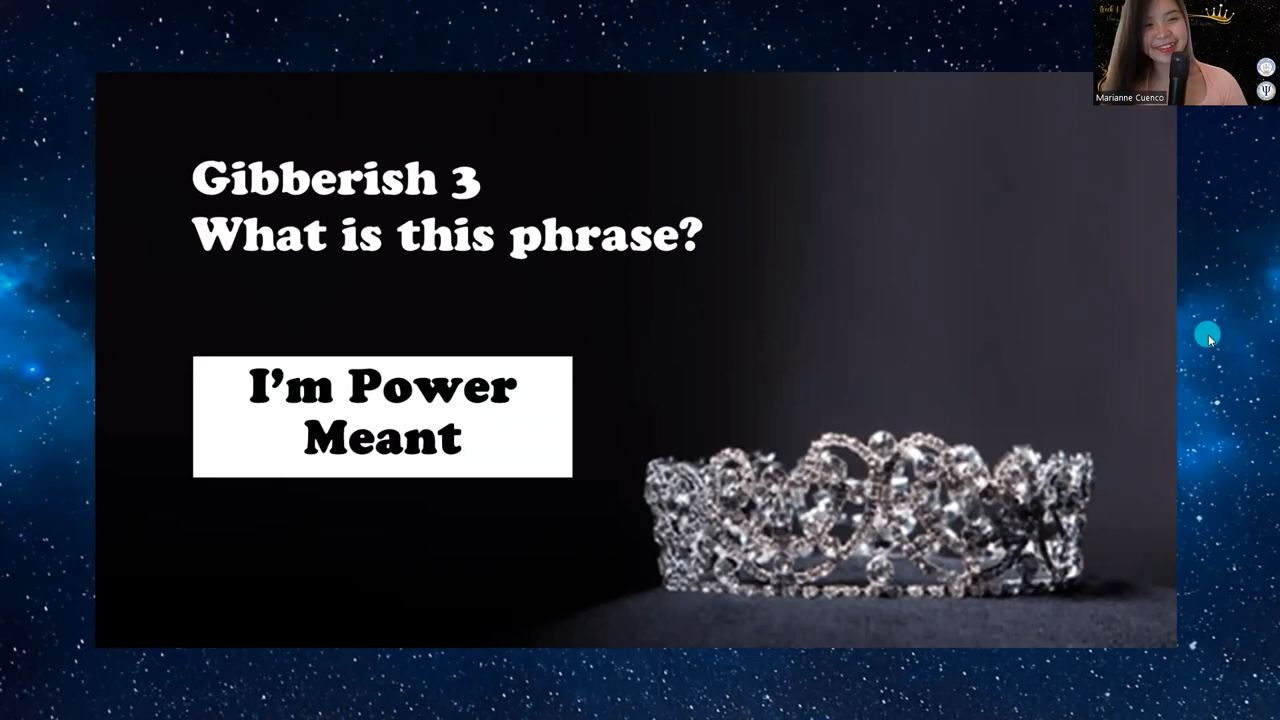 Marianne Cuenco
Gibberish 3
What is this phrase?
I'm Power
Meant